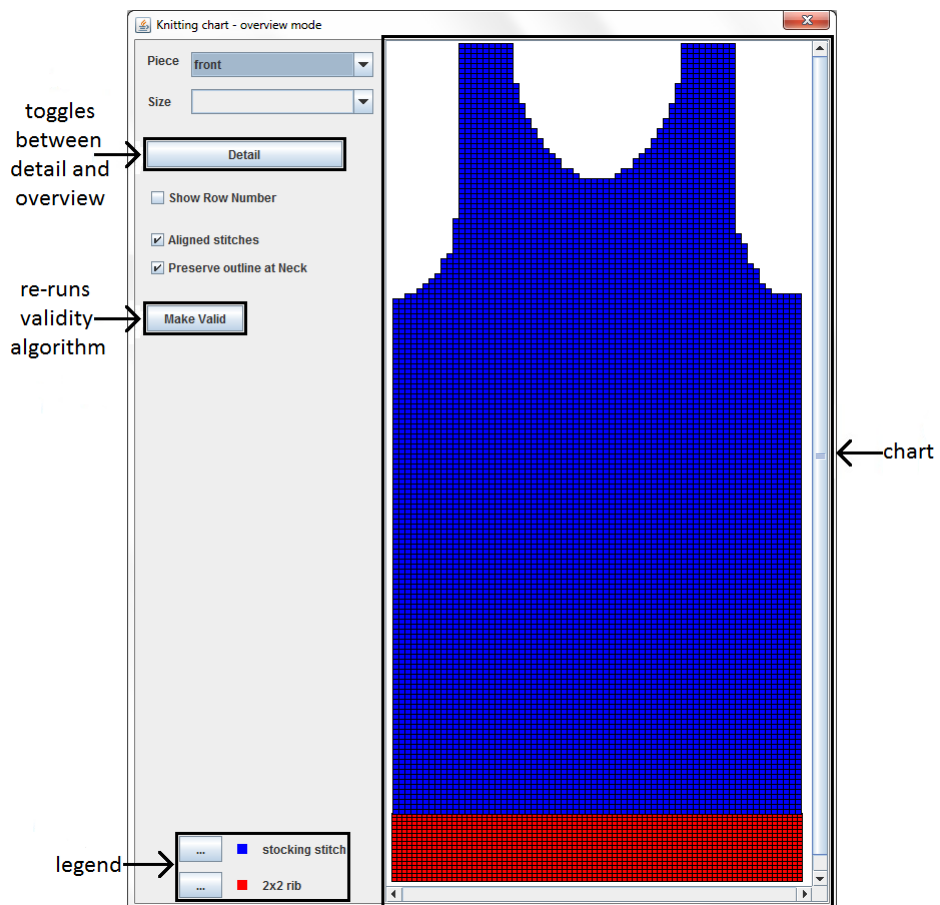 Knitting chart - overview mode
Piece
front
Size
toggles
between
detail and
overview
Detail
Show Row Number
Aligned stitches
Preserve outline at Neck
re-runs
validity
algorithm
Make Valid
chart
legend
...
stocking stitch
...
2x2 rib